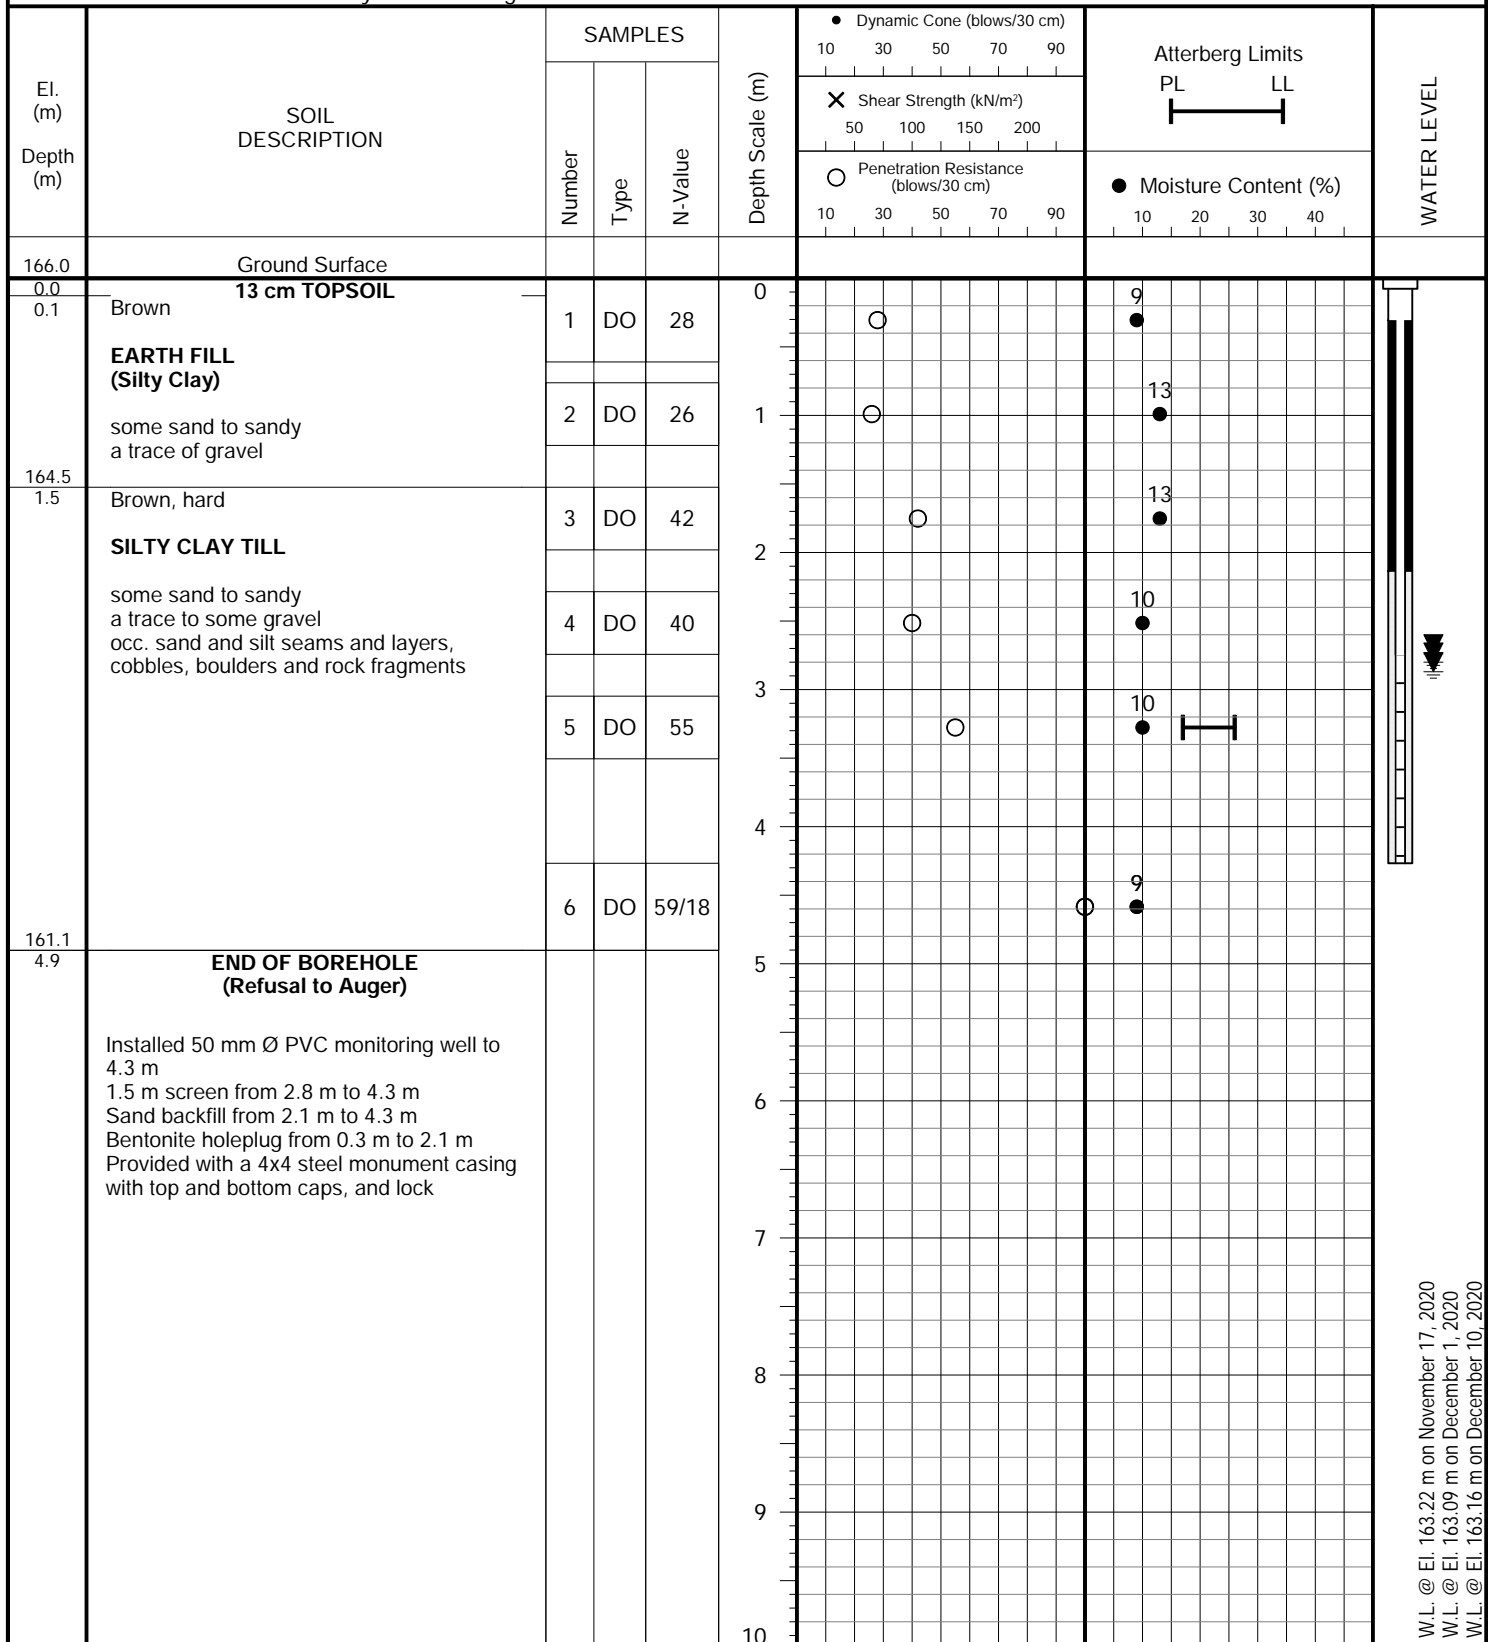 SAMPLES
● Dynamic Cone (blows/30 cm)
10 30 50 70 90
Atterberg Limits
PL LL
El.
(m)
Depth
(m)
SOIL
DESCRIPTION
Number
Type
N-Value
Depth Scale (m)
✕ Shear Strength (kN/m²)
50 100 150 200
○ Penetration Resistance
(blows/30 cm)
10 30 50 70 90
● Moisture Content (%)
10 20 30 40
WATER LEVEL
166.0 Ground Surface
0.0 13 cm TOPSOIL 0
0.1 Brown
1 DO 28 9
EARTH FILL
(Silty Clay)
2 DO 26 1 13
some sand to sandy
a trace of gravel
164.5
1.5 Brown, hard
3 DO 42 13
SILTY CLAY TILL
2
some sand to sandy
a trace to some gravel
4 DO 40 10
occ. sand and silt seams and layers,
cobbles, boulders and rock fragments
3
5 DO 55 10
4
6 DO 59/18 9
161.1
4.9 END OF BOREHOLE 5
(Refusal to Auger)
Installed 50 mm Ø PVC monitoring well to
4.3 m
1.5 m screen from 2.8 m to 4.3 m
Sand backfill from 2.1 m to 4.3 m 6
Bentonite holeplug from 0.3 m to 2.1 m
Provided with a 4x4 steel monument casing
with top and bottom caps, and lock
7
8
9
10
W.L. @ El. 163.22 m on November 17, 2020
W.L. @ El. 163.09 m on December 1, 2020
W.L. @ El. 163.16 m on December 10, 2020